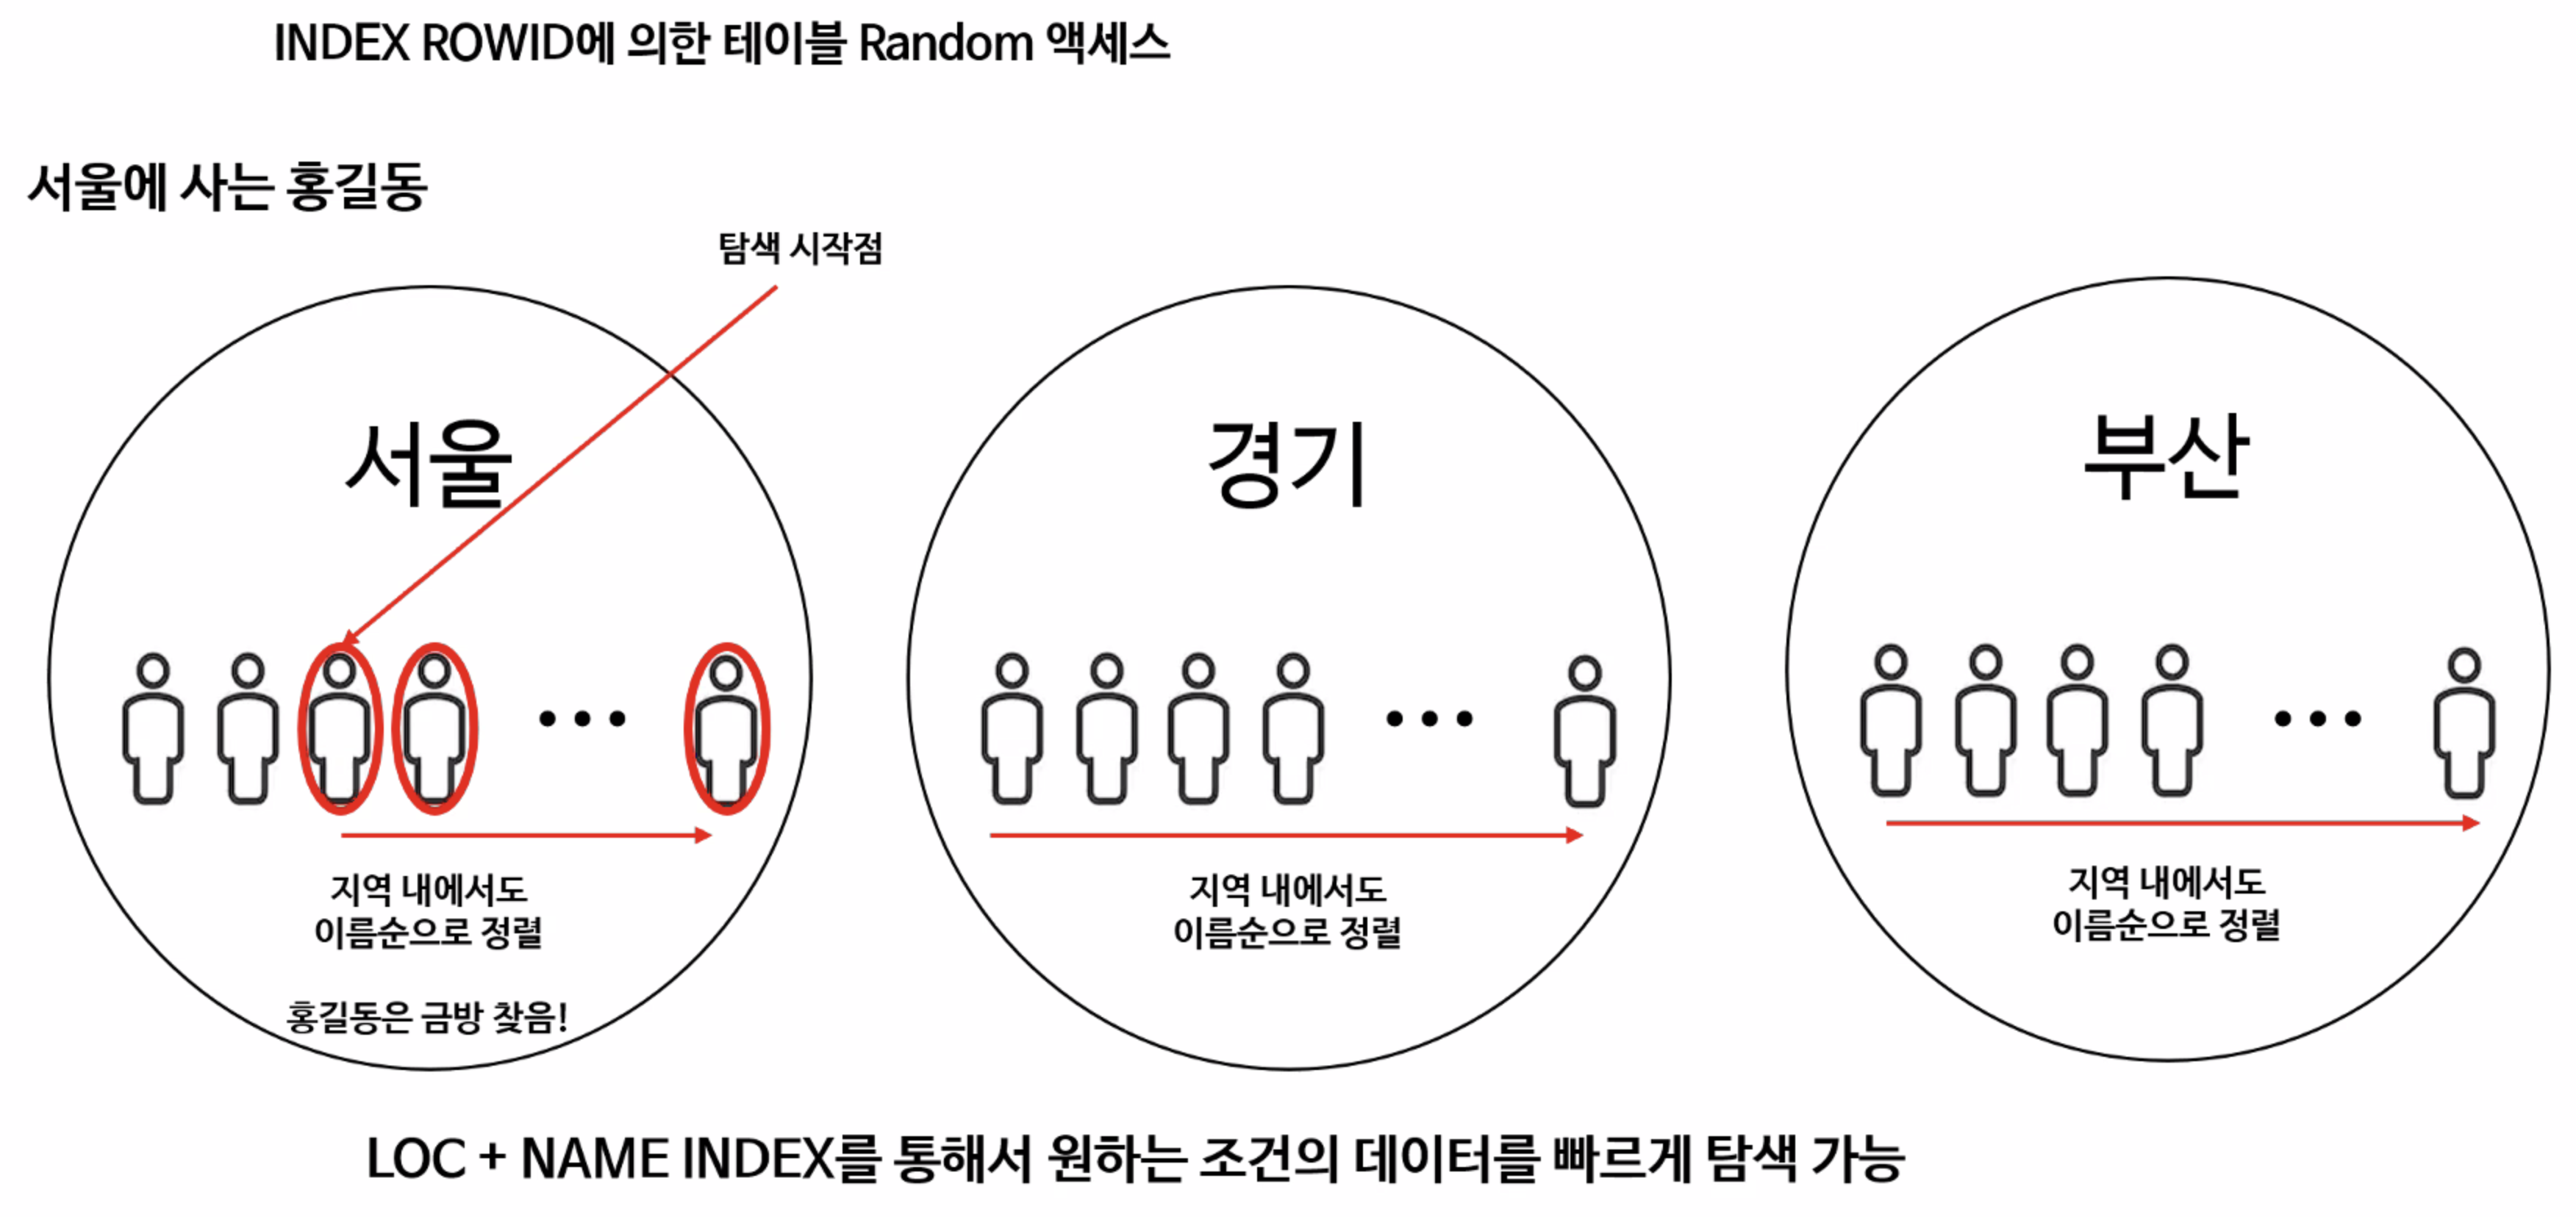 INDEX ROWID에 의한 테이블 Random 액세스
서울에 사는 홍길동
탐색 시작점
서울
지역 내에서도
이름순으로 정렬
홍길동은 금방 찾음!
경기
지역 내에서도
이름순으로 정렬
부산
지역 내에서도
이름순으로 정렬
LOC + NAME INDEX를 통해서 원하는 조건의 데이터를 빠르게 탐색 가능